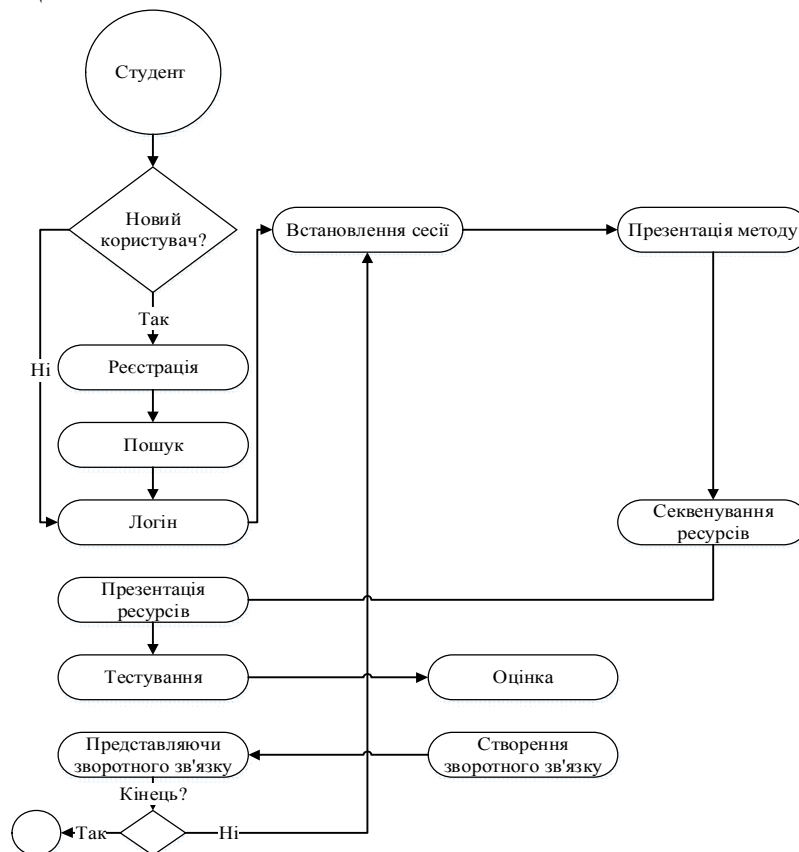 Студент
Новий
користувач?
Встановлення сесії
Презентація методу
Так
Ні
Реєстрація
Пошук
Логін
Секвенування
ресурсів
Презентація
ресурсів
Тестування
Оцінка
Представляючи
зворотного зв'язку
Створення
зворотного зв'язку
Кінець?
Так
Ні